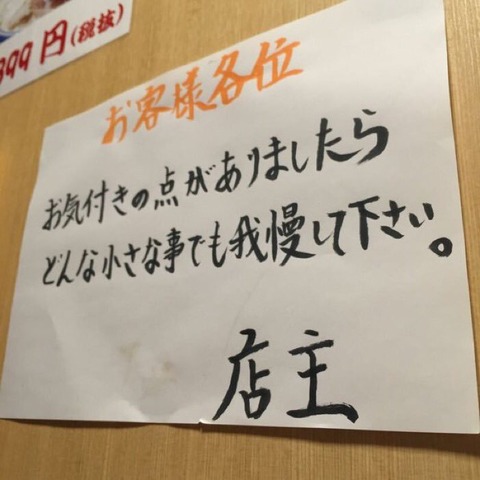 399円(税抜)
お客様各位
お気付きの点がありましたら
どんな小さな事でも我慢して下さい。
店主